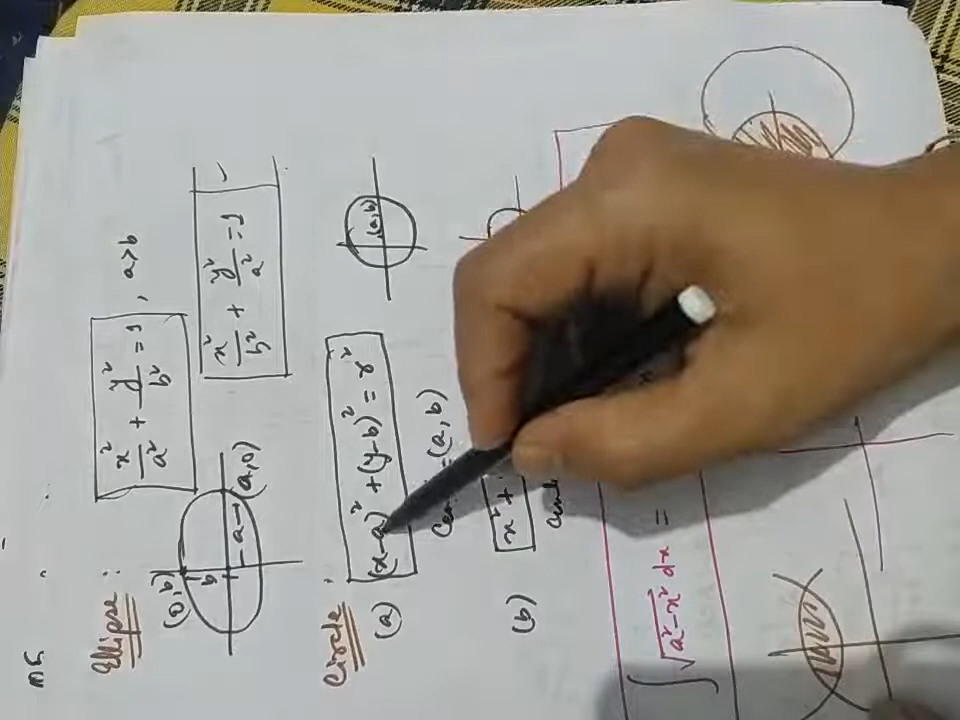 Ellipse :
x²/a² + y²/b² = 1 , a>b
(0,b)
b
a
(a,0)
x²/b² + y²/a² = 1 ✓
Circle :
(a) (x-a)² + (y-b)² = r²
(a,b)
= (a, b)
(b) x² +
∫ √a²-x² dx =